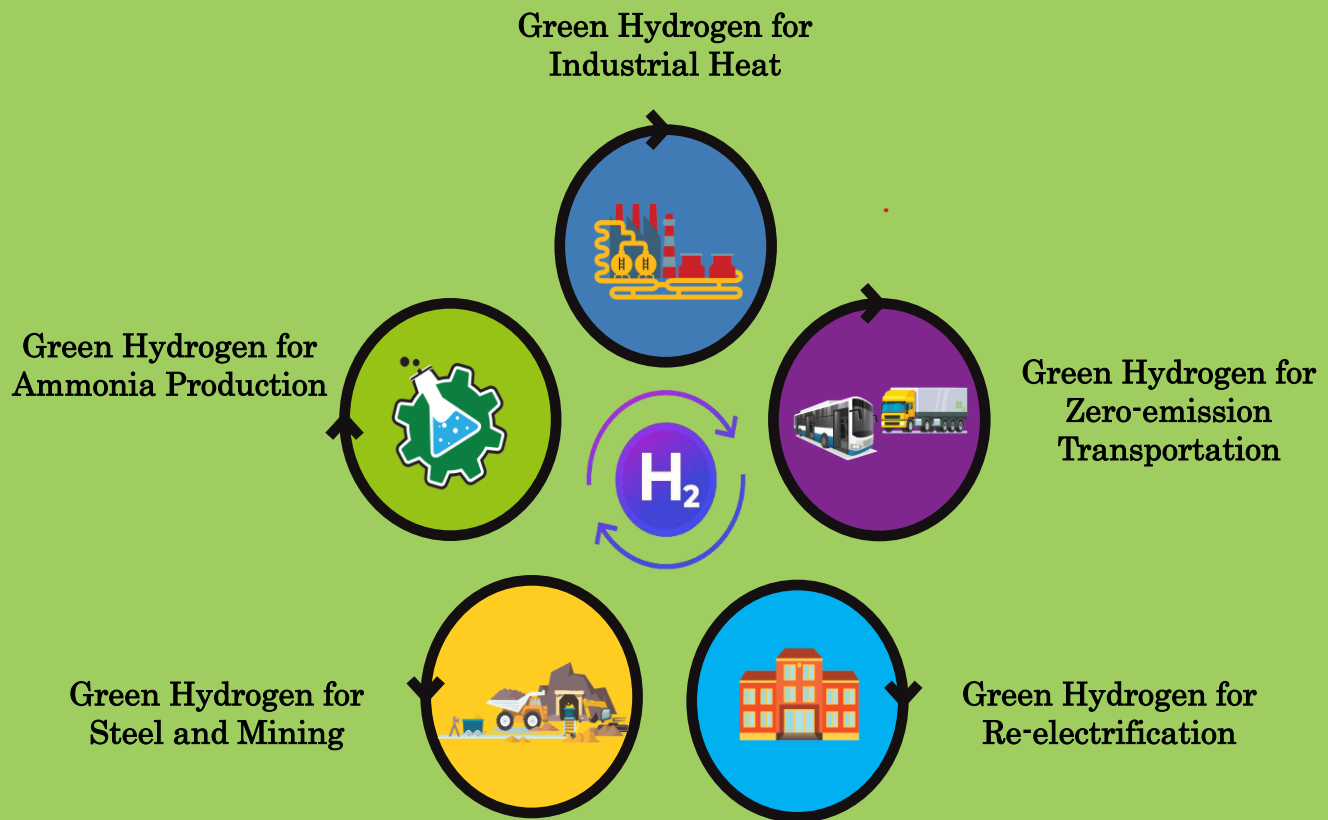 Green Hydrogen for
Industrial Heat
Green Hydrogen for
Ammonia Production
Green Hydrogen for
Zero-emission
Transportation
H₂
Green Hydrogen for
Steel and Mining
Green Hydrogen for
Re-electrification